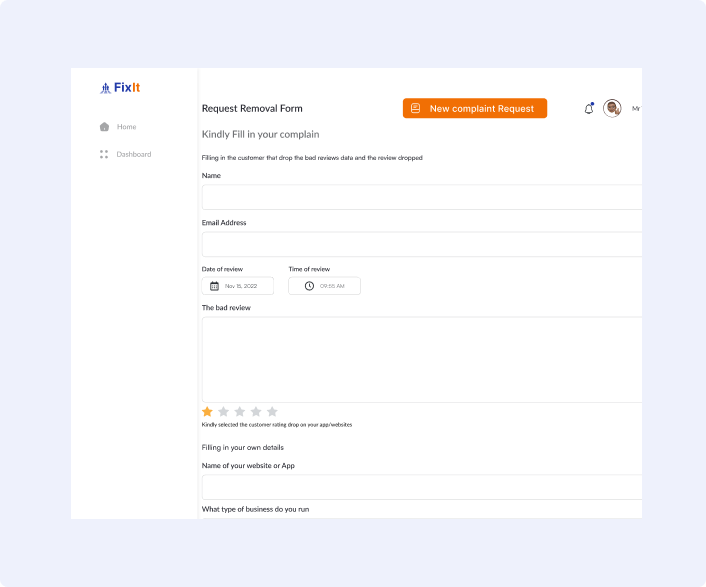 FixIt
Home
Dashboard
Request Removal Form
New complaint Request
Mr
Kindly Fill in your complain
Filling in the customer that drop the bad reviews data and the review dropped
Name
Email Address
Date of review
Time of review
Nov 15, 2022
09:55 AM
The bad review
Kindly selected the customer rating drop on your app/websites
Filling in your own details
Name of your website or App
What type of business do you run